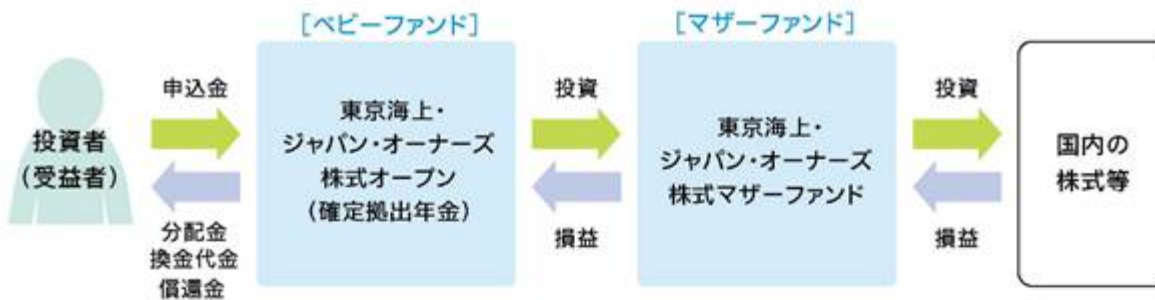 [ベビーファンド]
[マザーファンド]
投資者
(受益者)
申込金
分配金
換金代金
償還金
東京海上・
ジャパン・オーナーズ
株式オープン
(確定拠出年金)
投資
損益
東京海上・
ジャパン・オーナーズ
株式マザーファンド
投資
損益
国内の
株式等